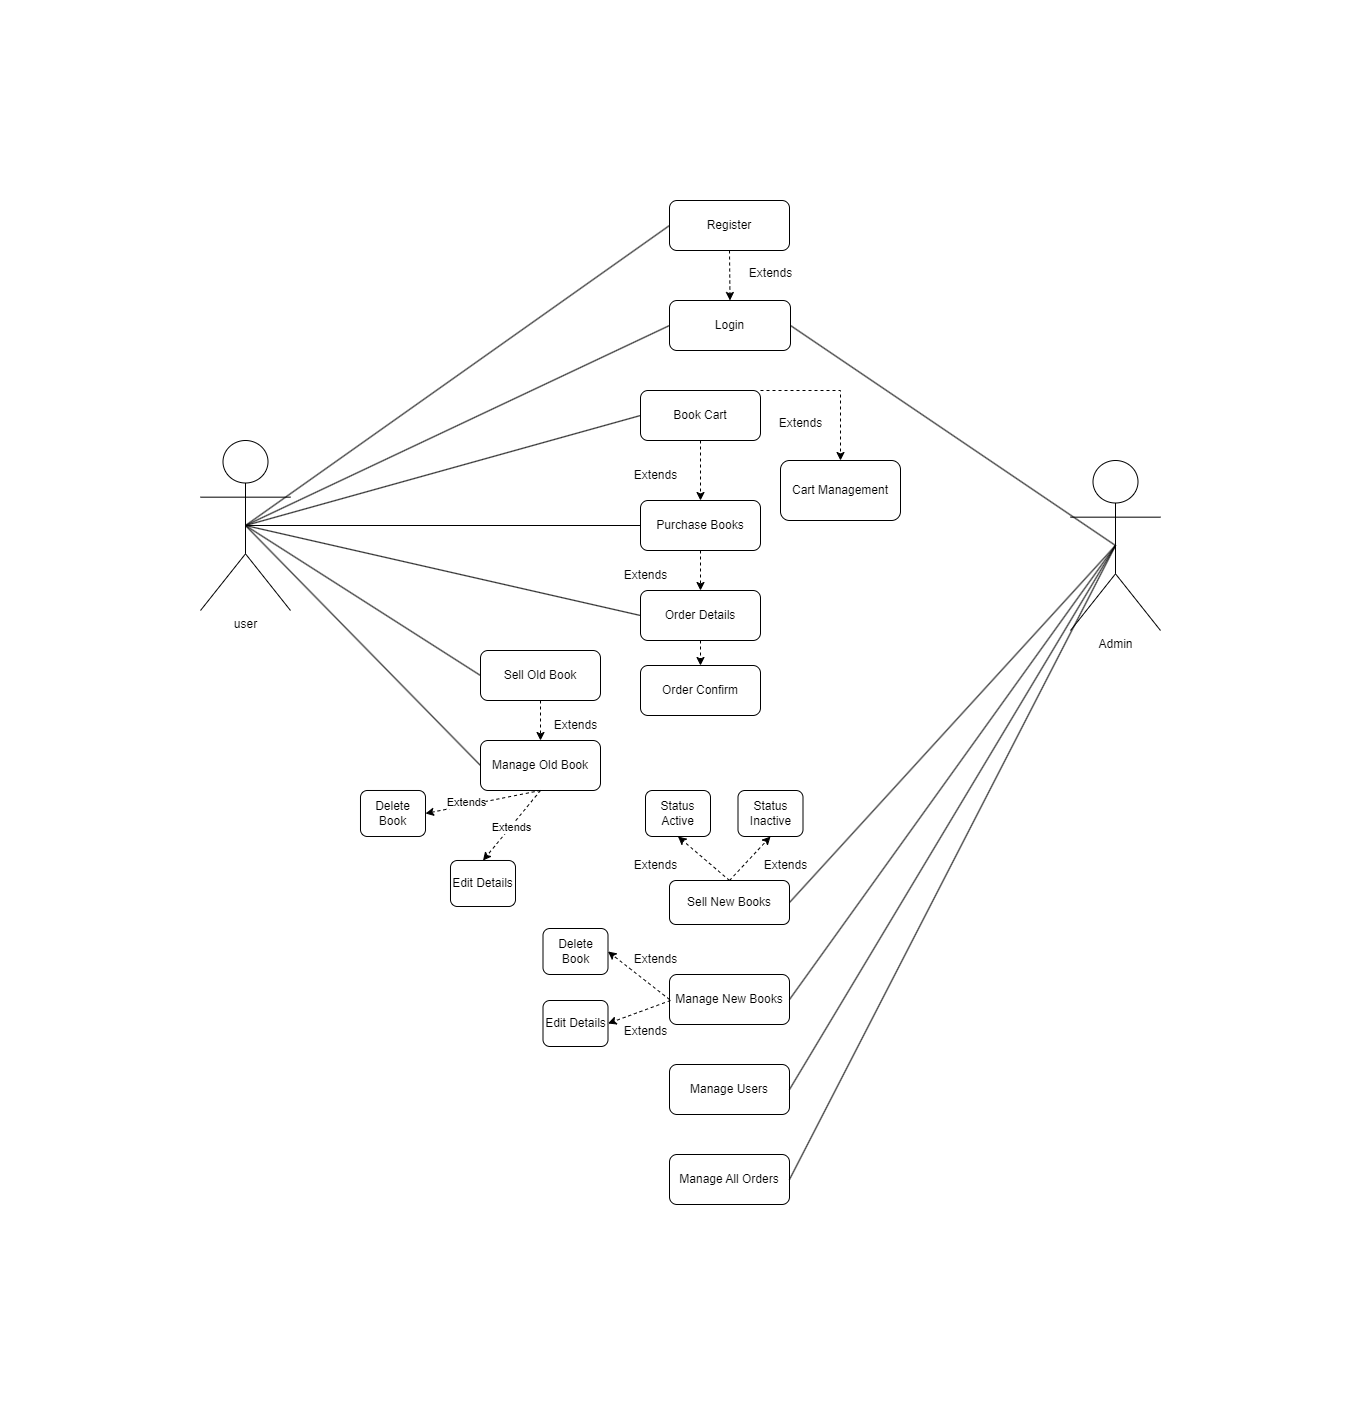 Register
Extends
Login
Book Cart
Extends
Extends
Cart Management
Purchase Books
Extends
Order Details
user
Admin
Sell Old Book
Order Confirm
Extends
Manage Old Book
Delete
Book
Extends
Extends
Edit Details
Status
Active
Status
Inactive
Extends
Extends
Sell New Books
Delete
Book
Extends
Manage New Books
Edit Details
Extends
Manage Users
Manage All Orders